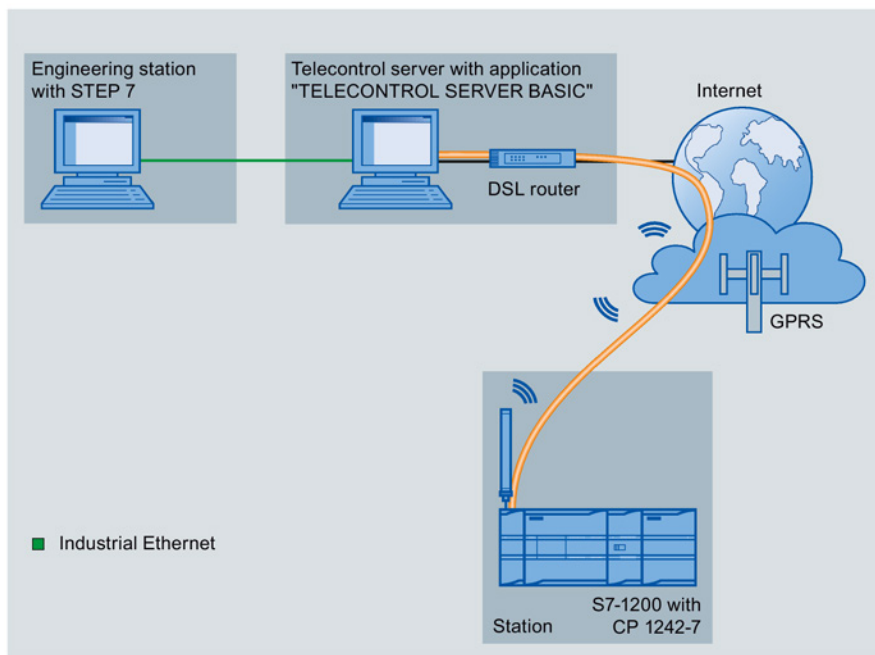 Engineering station
with STEP 7
Telecontrol server with application
"TELECONTROL SERVER BASIC"
Internet
DSL router
GPRS
Industrial Ethernet
S7-1200 with
CP 1242-7
Station